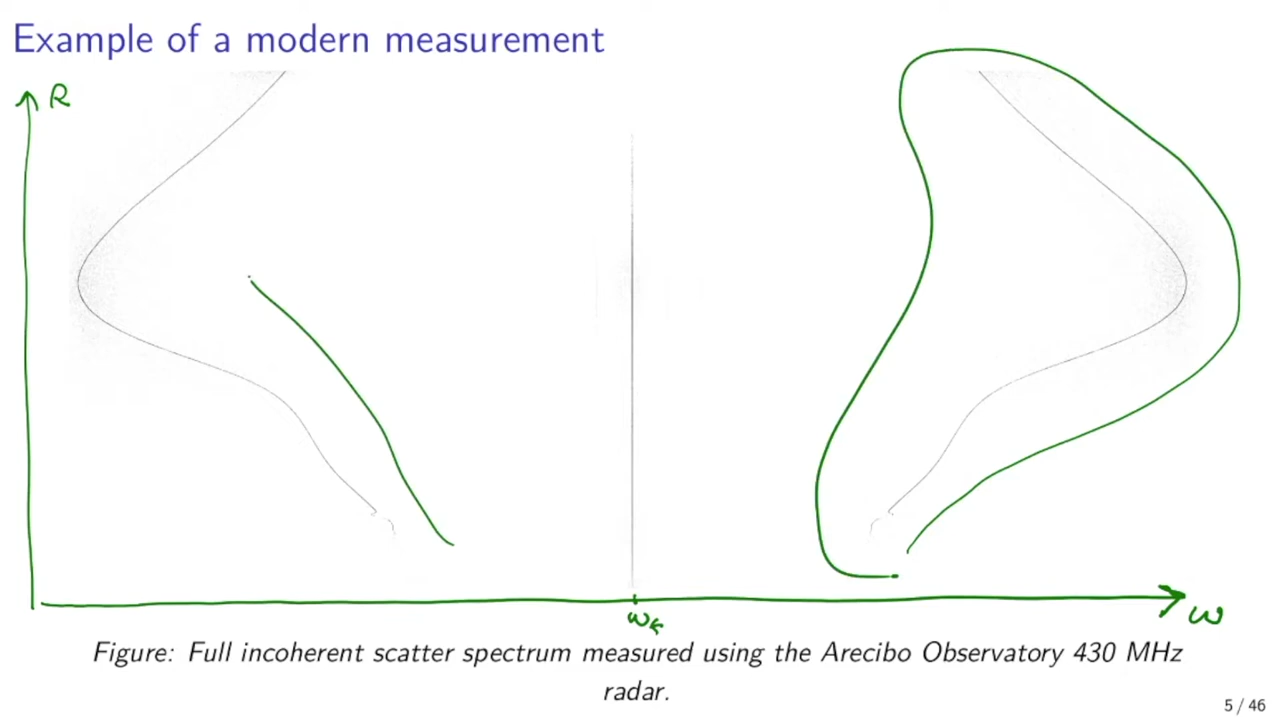 Example of a modern measurement
R
ω
Figure: Full incoherent scatter spectrum measured using the Arecibo Observatory 430 MHz
radar.
5 / 46